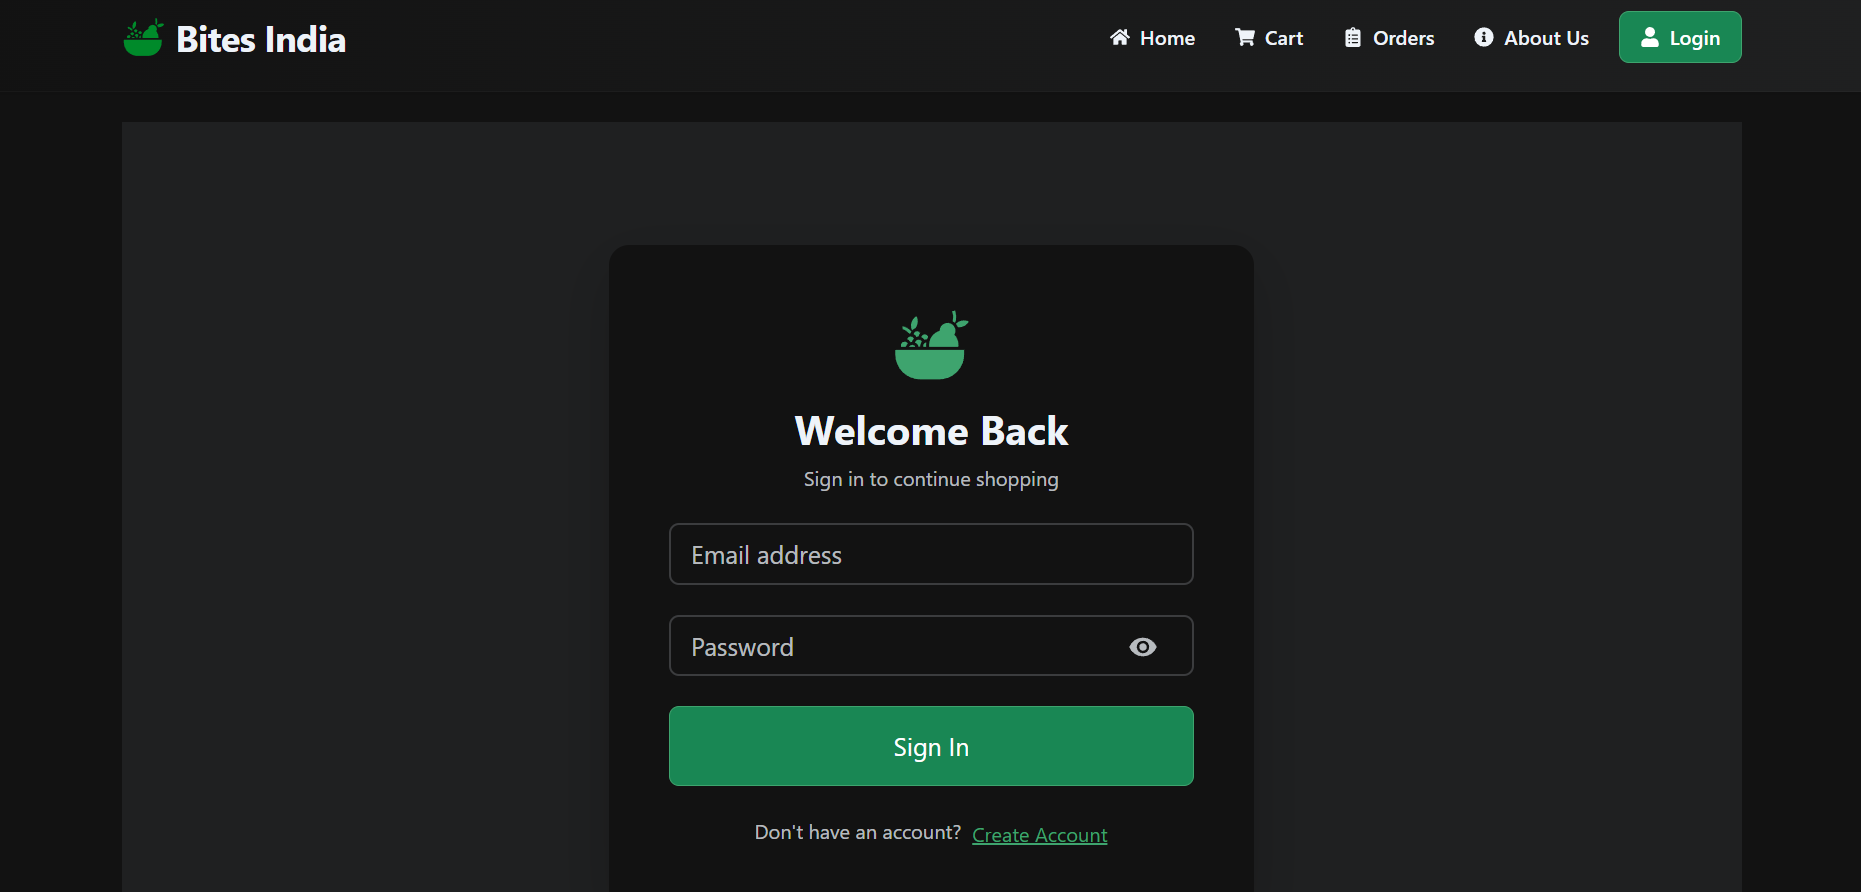 Bites India
Home
Cart
Orders
About Us
Login
Welcome Back
Sign in to continue shopping
Email address
Password
Sign In
Don't have an account? Create Account